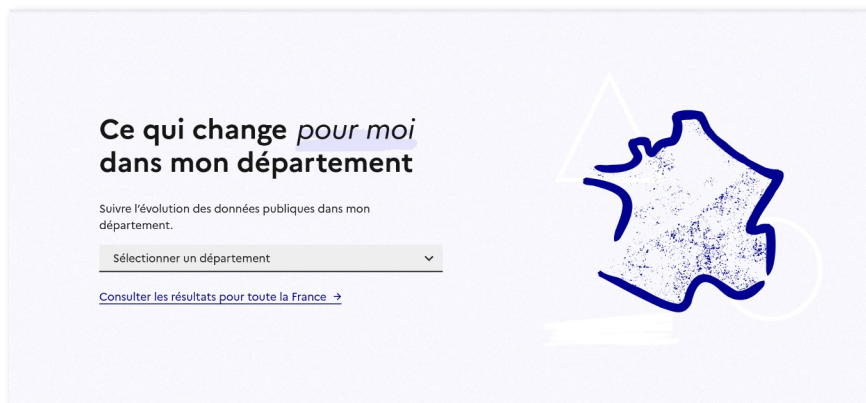 Ce qui change pour moi
dans mon département
Suivre l’évolution des données publiques dans mon
département.
Sélectionner un département
Consulter les résultats pour toute la France →